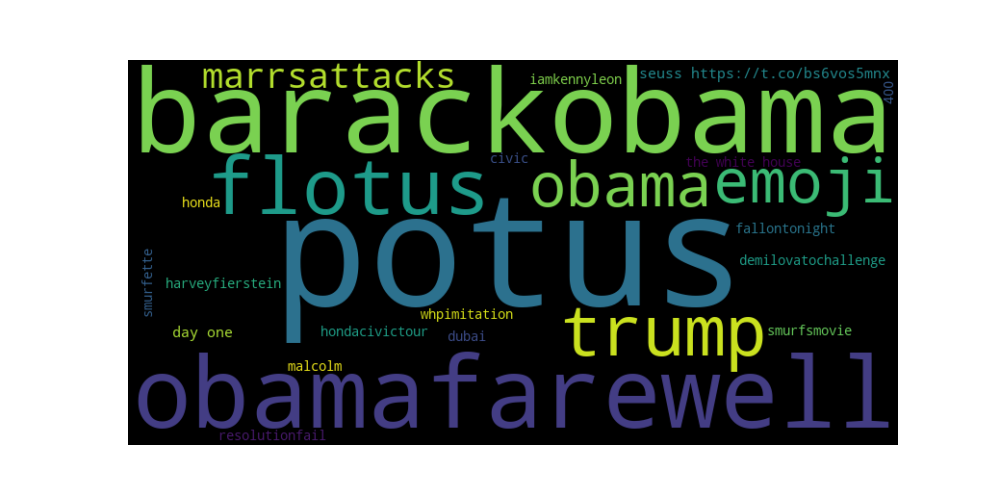 marrsattacks
iamkennyleon
seuss https://t.co/bs6vos5mnx
400
barackobama
civic
the white house
flotus
obama
emoji
honda
potus
fallontonight
demilovatochallenge
smurfette
harveyfierstein
whpimitation
trump
day one
hondacivictour
dubai
smurfsmovie
malcolm
obamafarewell
resolutionfail